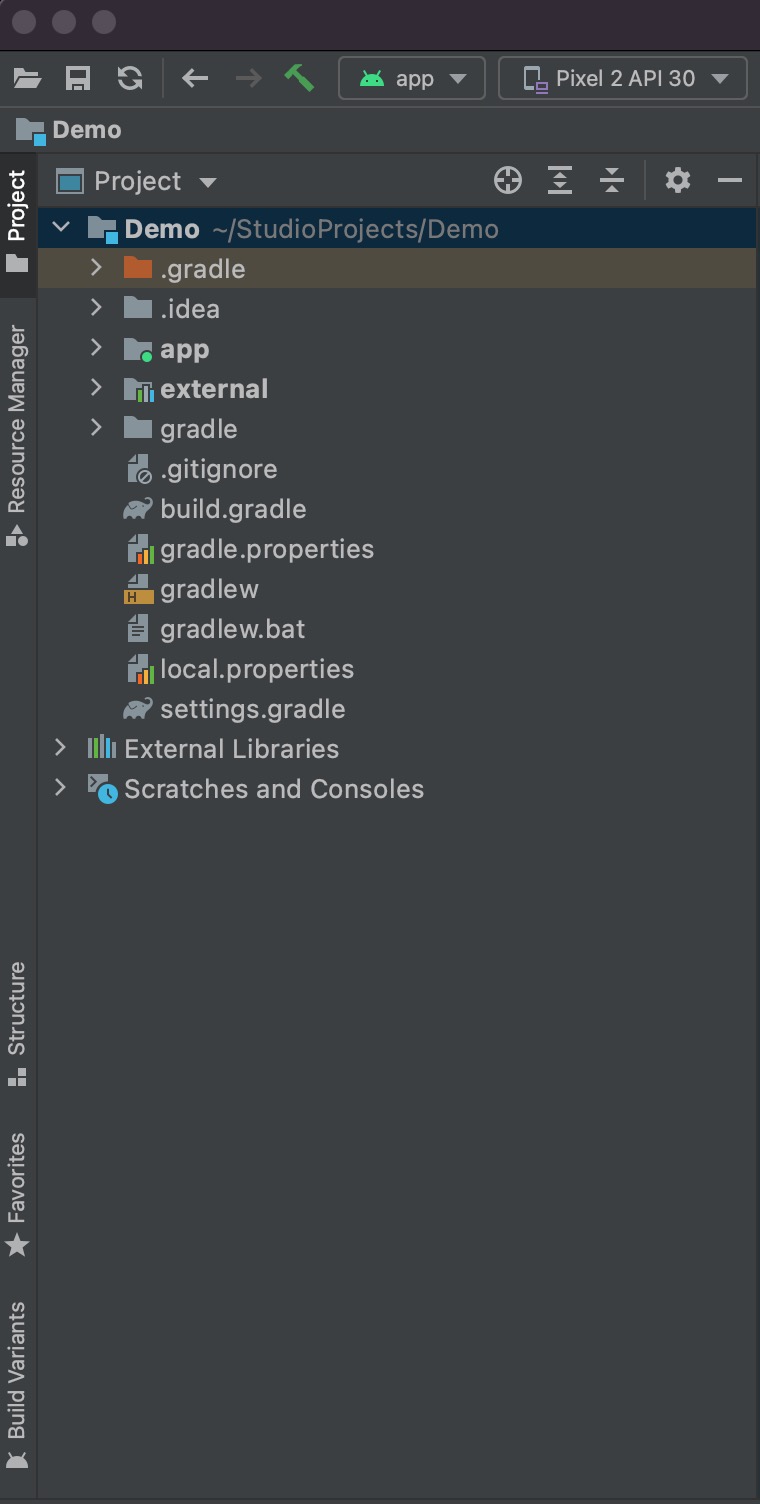 app
Pixel 2 API 30
Demo
Project
Demo ~/StudioProjects/Demo
.gradle
.idea
app
external
gradle
.gitignore
build.gradle
gradle.properties
gradlew
gradlew.bat
local.properties
settings.gradle
External Libraries
Scratches and Consoles
Project
Resource Manager
Structure
Favorites
Build Variants